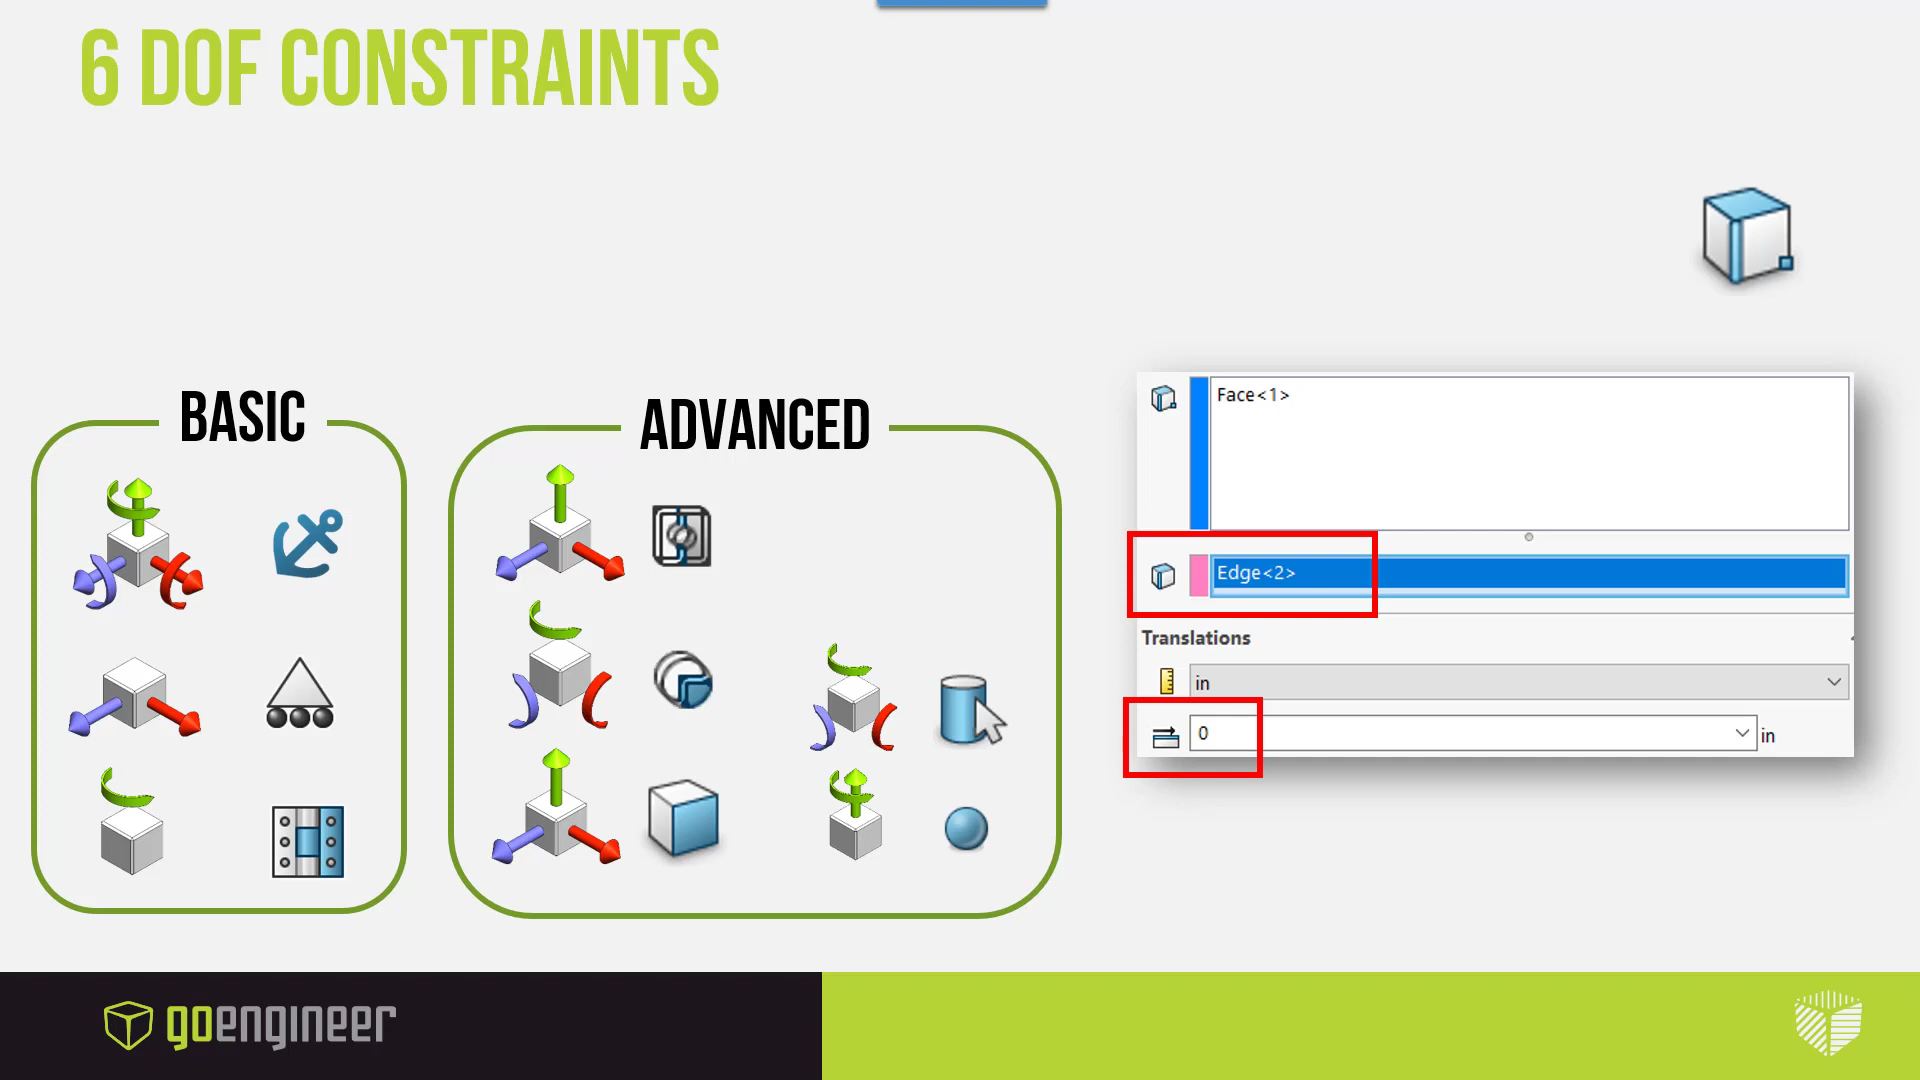 6 DOF CONSTRAINTS
BASIC
ADVANCED
Face<1>
Edge<2>
Translations
in
0
in
goengineer